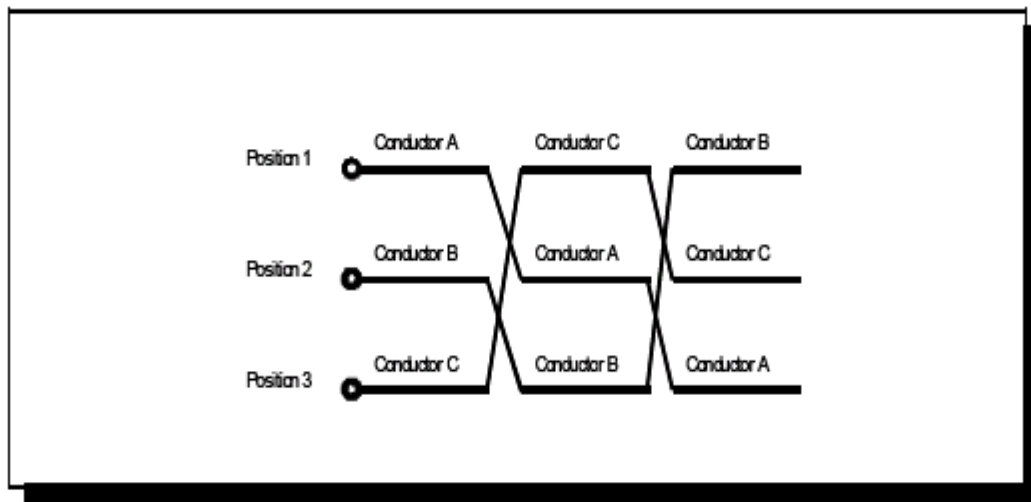 Conductor A Conductor C Conductor B
Position 1
Conductor B Conductor A Conductor C
Position 2
Conductor C Conductor B Conductor A
Position 3